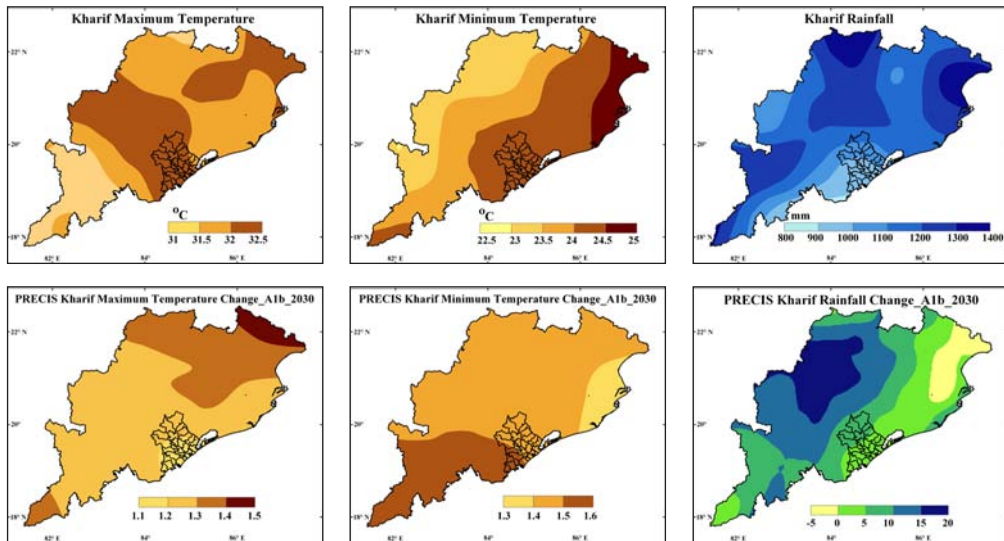 Kharif Maximum Temperature
22° N
20°
18° N
82° E
84°
86° E
°C
31 31.5 32 32.5
Kharif Minimum Temperature
22° N
20°
18° N
82° E
84°
86° E
°C
22.5 23 23.5 24 24.5 25
Kharif Rainfall
22° N
20°
18° N
82° E
84°
86° E
mm
800 900 1000 1100 1200 1300 1400
PRECIS Kharif Maximum Temperature Change_A1b_2030
22° N
20°
18° N
82° E
84°
86° E
1.1 1.2 1.3 1.4 1.5
PRECIS Kharif Minimum Temperature Change_A1b_2030
22° N
20°
18° N
82° E
84°
86° E
1.3 1.4 1.5 1.6
PRECIS Kharif Rainfall Change_A1b_2030
22° N
20°
18° N
82° E
84°
86° E
-5 0 5 10 15 20